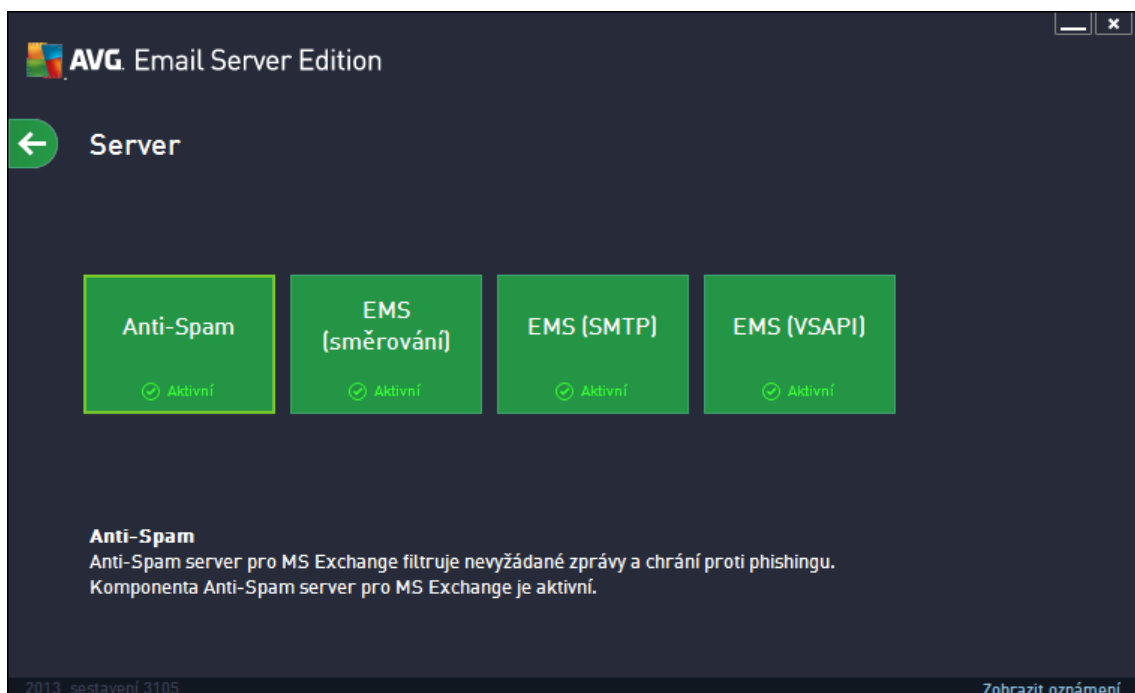 AVG. Email Server Edition
Server
Anti-Spam
Aktivní
EMS
(směrování)
Aktivní
EMS (SMTP)
Aktivní
EMS (VSAPI)
Aktivní
Anti-Spam
Anti-Spam server pro MS Exchange filtruje nevyžádané zprávy a chrání proti phishingu.
Komponenta Anti-Spam server pro MS Exchange je aktivní.
2013 sestavení 3105
Zobrazit oznámení